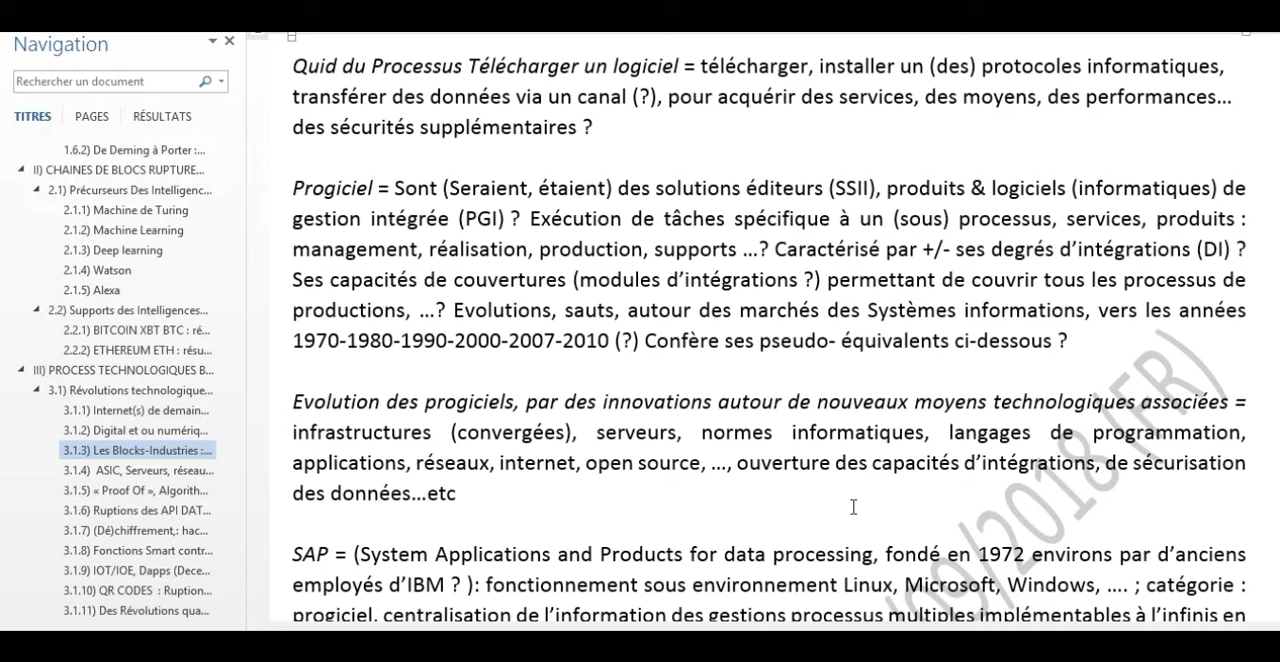 Navigation
Rechercher un document
TITRES PAGES RÉSULTATS
1.6.2) De Deming à Porter :...
II) CHAINES DE BLOCS RUPTURE...
2.1) Précurseurs Des Intelligenc...
2.1.1) Machine de Turing
2.1.2) Machine Learning
2.1.3) Deep learning
2.1.4) Watson
2.1.5) Alexa
2.2) Supports des Intelligences...
2.2.1) BITCOIN XBT BTC : ré...
2.2.2) ETHEREUM ETH : résu...
III) PROCESS TECHNOLOGIQUES B...
3.1) Révolutions technologique...
3.1.1) Internet(s) de demain...
3.1.2) Digital et ou numériq...
3.1.3) Les Blocks-Industries :...
3.1.4) ASIC, Serveurs, réseau...
3.1.5) « Proof Of », Algorith...
3.1.6) Ruptions des API DAT...
3.1.7) (Dé)chiffrement,: hac...
3.1.8) Fonctions Smart contr...
3.1.9) IOT/IOE, Dapps (Dece...
3.1.10) QR CODES : Ruption...
3.1.11) Des Révolutions qua...
Quid du Processus Télécharger un logiciel = télécharger, installer un (des) protocoles informatiques,
transférer des données via un canal (?), pour acquérir des services, des moyens, des performances...
des sécurités supplémentaires ?
Progiciel = Sont (Seraient, étaient) des solutions éditeurs (SSII), produits & logiciels (informatiques) de
gestion intégrée (PGI) ? Exécution de tâches spécifique à un (sous) processus, services, produits :
management, réalisation, production, supports ...? Caractérisé par +/- ses degrés d'intégrations (DI) ?
Ses capacités de couvertures (modules d'intégrations ?) permettant de couvrir tous les processus de
productions, ...? Evolutions, sauts, autour des marchés des Systèmes informations, vers les années
1970-1980-1990-2000-2007-2010 (?) Confère ses pseudo- équivalents ci-dessous ?
Evolution des progiciels, par des innovations autour de nouveaux moyens technologiques associées =
infrastructures (convergées), serveurs, normes informatiques, langages de programmation,
applications, réseaux, internet, open source, ..., ouverture des capacités d'intégrations, de sécurisation
des données...etc
SAP = (System Applications and Products for data processing, fondé en 1972 environs par d'anciens
employés d'IBM ? ): fonctionnement sous environnement Linux, Microsoft, Windows, .... ; catégorie :
progiciel, centralisation de l'information des gestions processus multiples implémentables à l'infinis en
/09/2018 (FR)